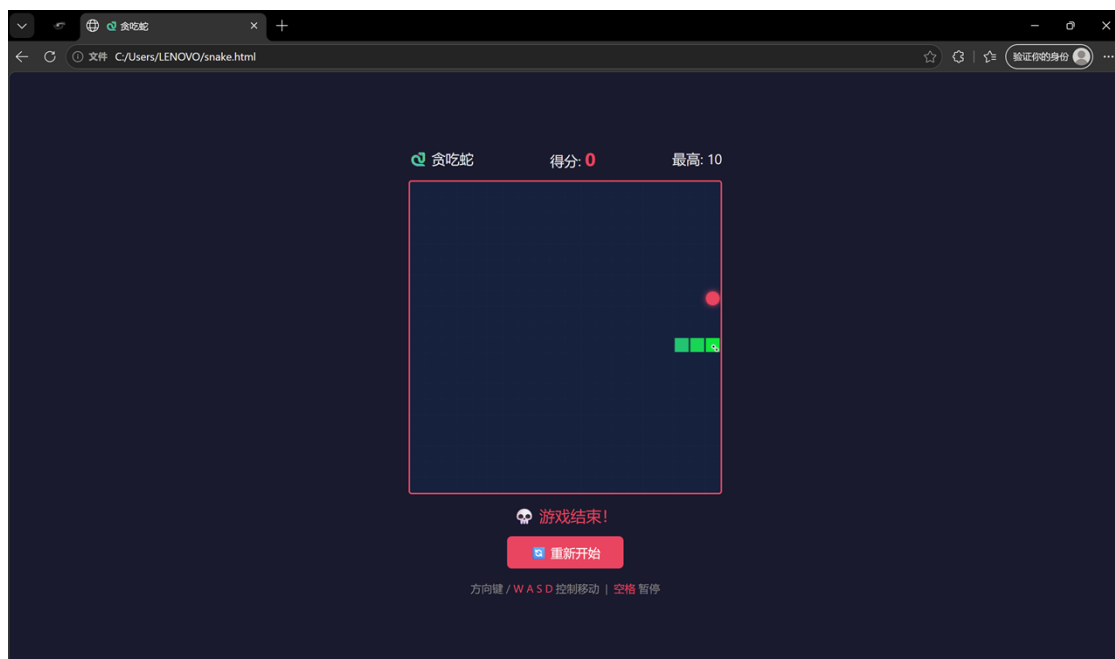 贪吃蛇
文件 C:/Users/LENOVO/snake.html
验证你的身份
贪吃蛇 得分: 0 最高: 10
游戏结束!
重新开始
方向键 / W A S D 控制移动 | 空格 暂停